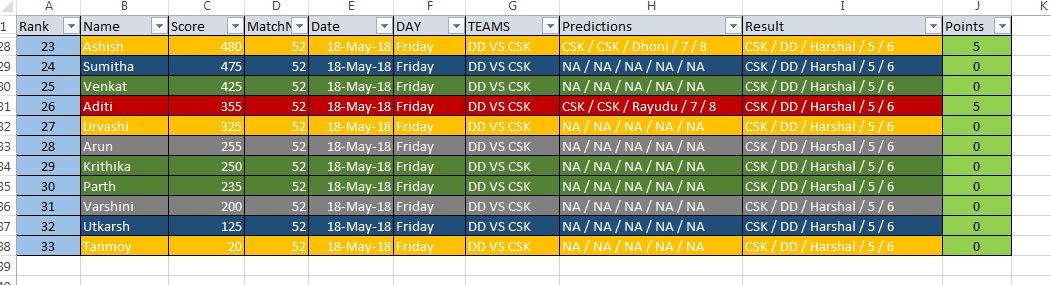 A B C D E F G H I J K
1 Rank Name Score MatchN Date DAY TEAMS Predictions Result Points
28 23 Ashish 480 52 18-May-18 Friday DD VS CSK CSK / CSK / Dhoni / 7 / 8 CSK / DD / Harshal / 5 / 6 5
29 24 Sumitha 475 52 18-May-18 Friday DD VS CSK NA / NA / NA / NA / NA CSK / DD / Harshal / 5 / 6 0
30 25 Venkat 425 52 18-May-18 Friday DD VS CSK NA / NA / NA / NA / NA CSK / DD / Harshal / 5 / 6 0
31 26 Aditi 355 52 18-May-18 Friday DD VS CSK CSK / CSK / Rayudu / 7 / 8 CSK / DD / Harshal / 5 / 6 5
32 27 Urvashi 325 52 18-May-18 Friday DD VS CSK NA / NA / NA / NA / NA CSK / DD / Harshal / 5 / 6 0
33 28 Arun 255 52 18-May-18 Friday DD VS CSK NA / NA / NA / NA / NA CSK / DD / Harshal / 5 / 6 0
34 29 Krithika 250 52 18-May-18 Friday DD VS CSK NA / NA / NA / NA / NA CSK / DD / Harshal / 5 / 6 0
35 30 Parth 235 52 18-May-18 Friday DD VS CSK NA / NA / NA / NA / NA CSK / DD / Harshal / 5 / 6 0
36 31 Varshini 200 52 18-May-18 Friday DD VS CSK NA / NA / NA / NA / NA CSK / DD / Harshal / 5 / 6 0
37 32 Utkarsh 125 52 18-May-18 Friday DD VS CSK NA / NA / NA / NA / NA CSK / DD / Harshal / 5 / 6 0
38 33 Tanmoy 20 52 18-May-18 Friday DD VS CSK NA / NA / NA / NA / NA CSK / DD / Harshal / 5 / 6 0
39